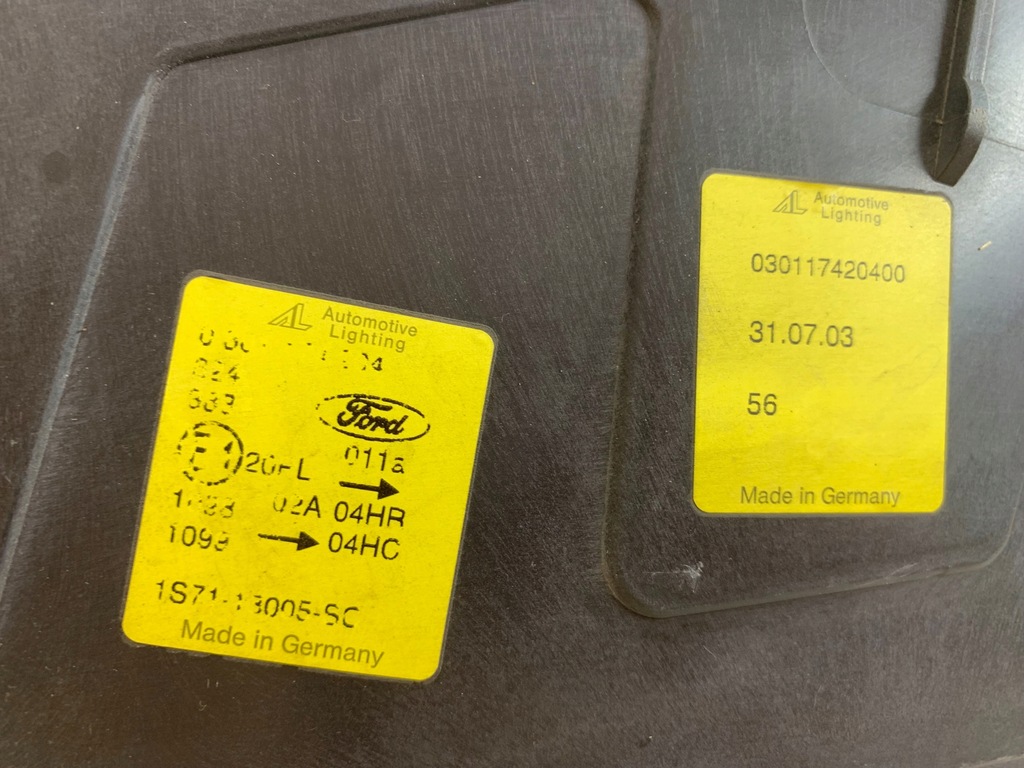 Automotive
Lighting
Ford
011a
02A 04HR
1099 → 04HC
1S71-13005-SC
Made in Germany
Automotive
Lighting
030117420400
31.07.03
56
Made in Germany